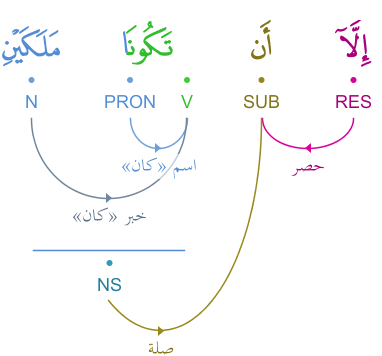 إِلَّآ أَن تَكُونَا مَلَكَيْنِ
RES SUB V PRON N
حصر
اسم «كان»
خبر «كان»
NS
صلة